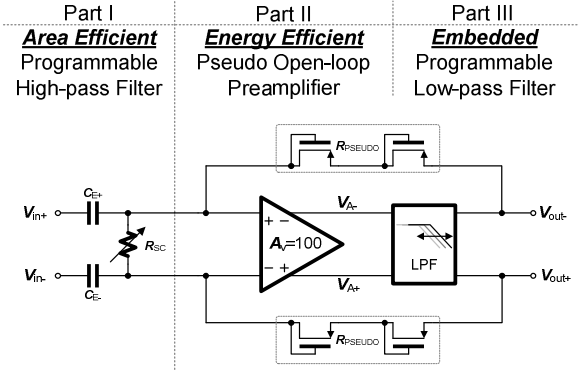 Part I
Part II
Part III
Area Efficient
Programmable
High-pass Filter
Energy Efficient
Pseudo Open-loop
Preamplifier
Embedded
Programmable
Low-pass Filter
RPSEUDO
CE+
Vin+
RSC
Vin-
CE-
+ −
Av=100
− +
VA-
VA+
LPF
Vout-
Vout+
RPSEUDO